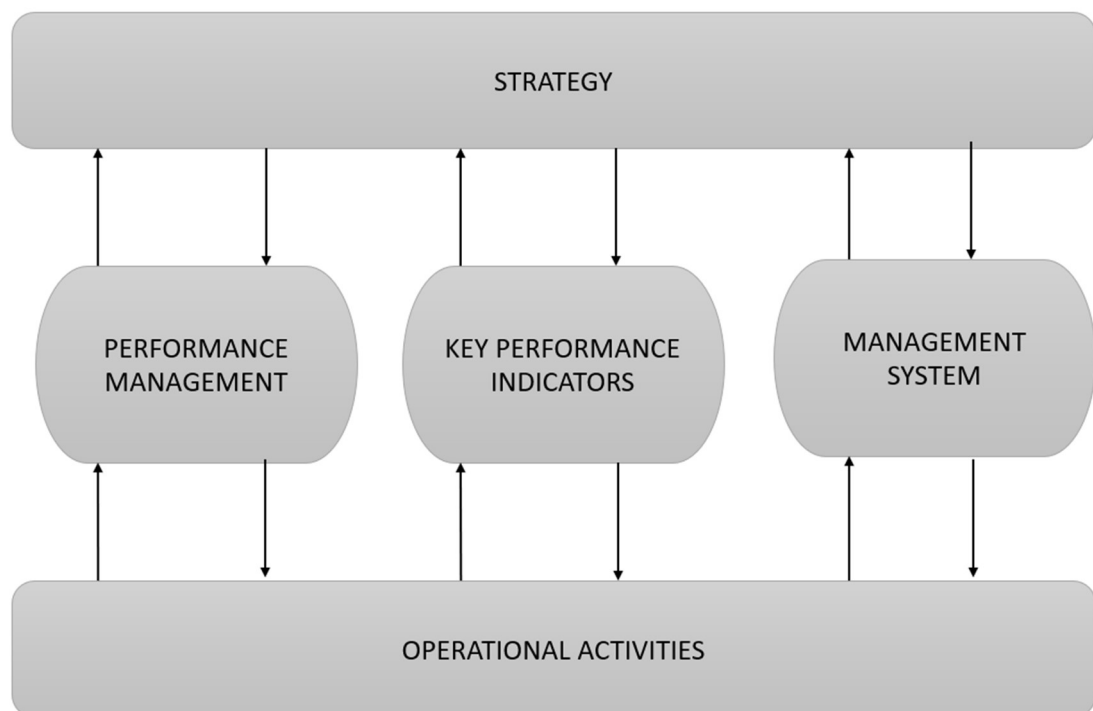 STRATEGY
PERFORMANCE
MANAGEMENT
KEY PERFORMANCE
INDICATORS
MANAGEMENT
SYSTEM
OPERATIONAL ACTIVITIES